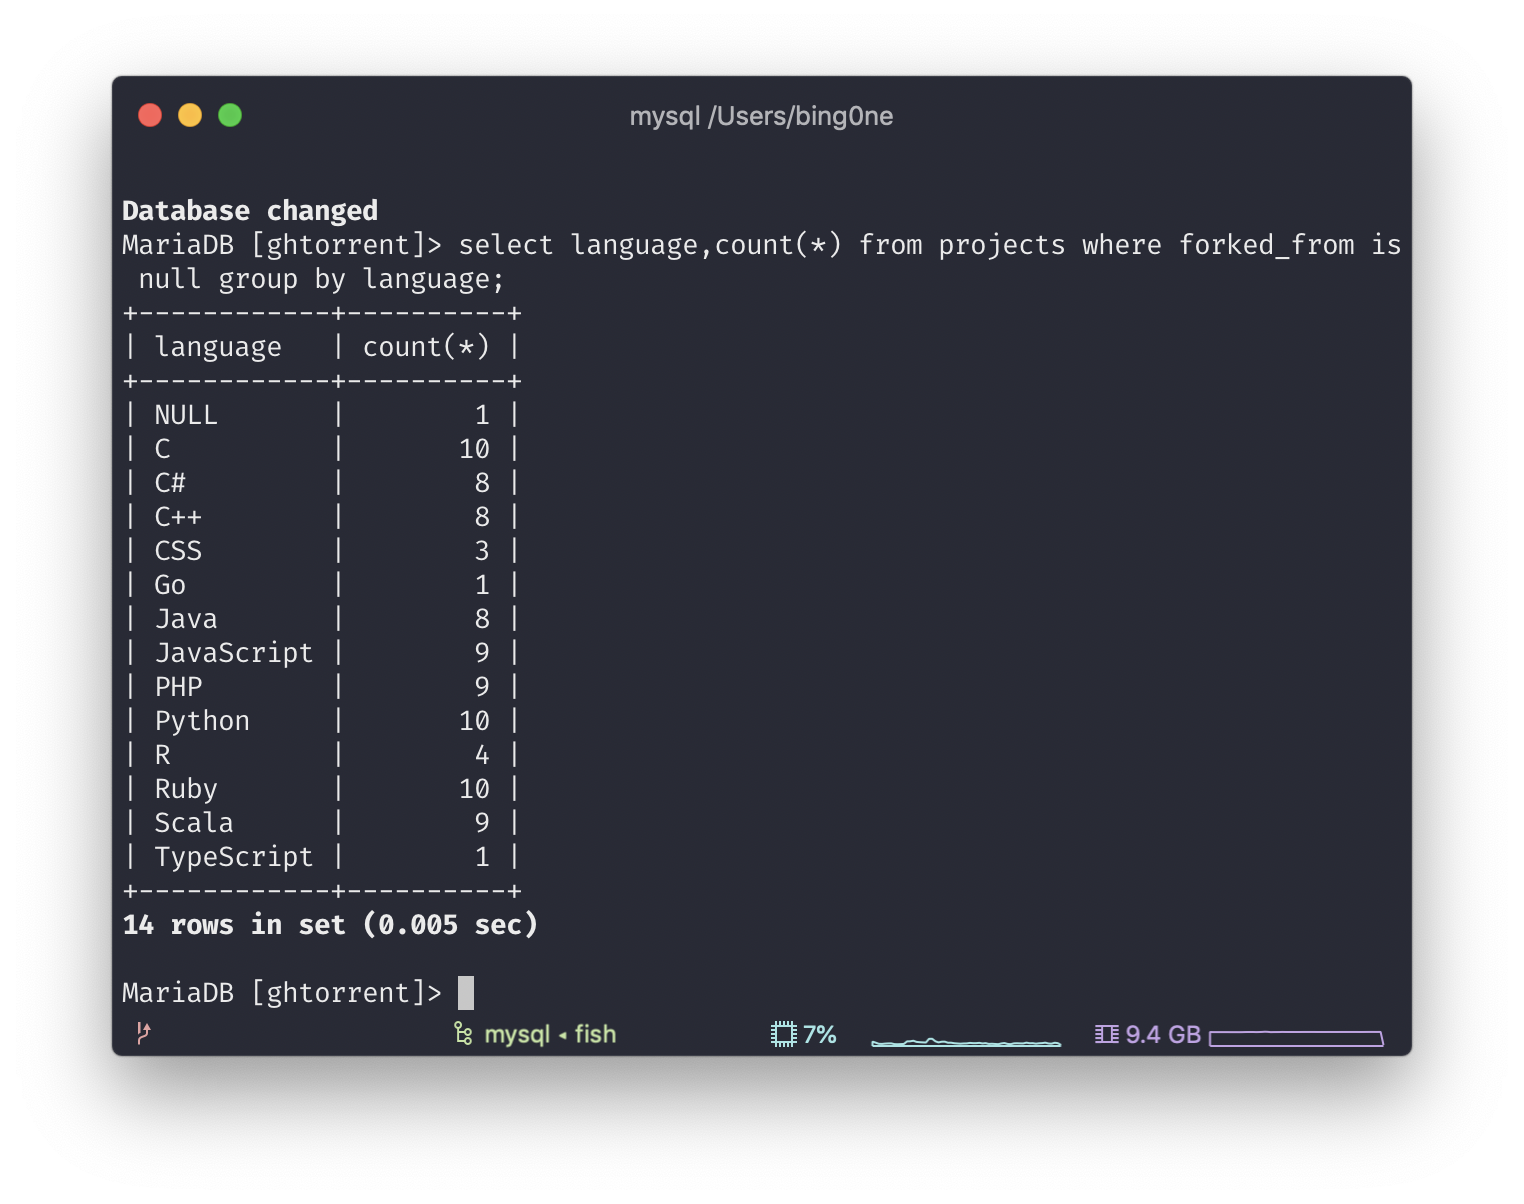 mysql /Users/bing0ne
Database changed
MariaDB [ghtorrent]> select language,count(*) from projects where forked_from is
 null group by language;
+------------+----------+
| language   | count(*) |
+------------+----------+
| NULL       |        1 |
| C          |       10 |
| C#         |        8 |
| C++        |        8 |
| CSS        |        3 |
| Go         |        1 |
| Java       |        8 |
| JavaScript |        9 |
| PHP        |        9 |
| Python     |       10 |
| R          |        4 |
| Ruby       |       10 |
| Scala      |        9 |
| TypeScript |        1 |
+------------+----------+
14 rows in set (0.005 sec)
MariaDB [ghtorrent]>
mysql ◂ fish 7% 9.4 GB